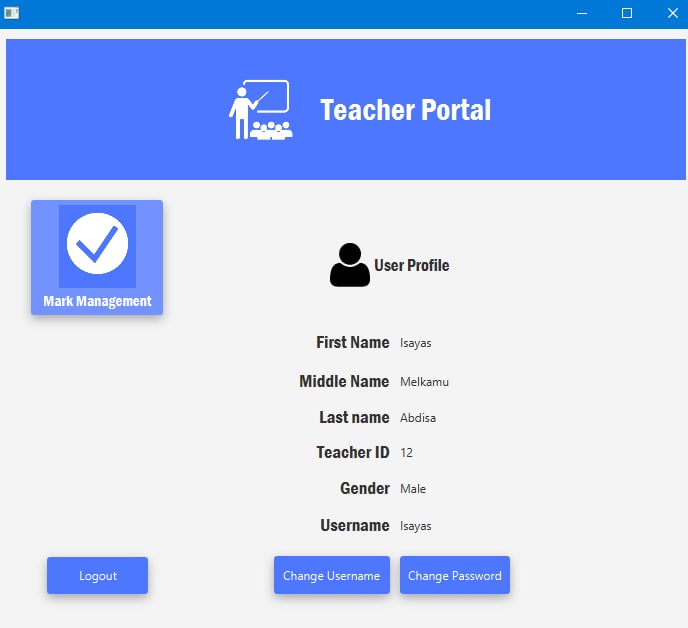 Teacher Portal
Mark Management
User Profile
First Name Isayas
Middle Name Melkamu
Last name Abdisa
Teacher ID 12
Gender Male
Username Isayas
Logout Change Username Change Password